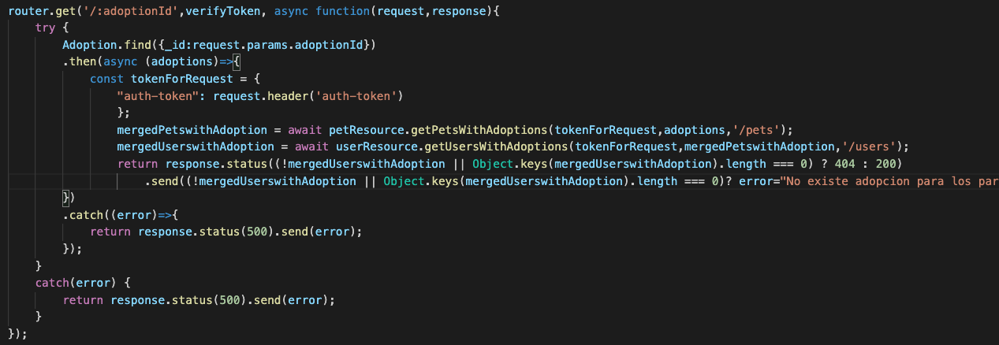 router.get('/:adoptionId',verifyToken, async function(request,response){
try {
Adoption.find({_id:request.params.adoptionId})
.then(async (adoptions)=>{
const tokenForRequest = {
"auth-token": request.header('auth-token')
};
mergedPetswithAdoption = await petResource.getPetsWithAdoptions(tokenForRequest,adoptions,'/pets');
mergedUserswithAdoption = await userResource.getUsersWithAdoptions(tokenForRequest,mergedPetswithAdoption,'/users');
return response.status((!mergedUserswithAdoption || Object.keys(mergedUserswithAdoption).length === 0) ? 404 : 200)
.send((!mergedUserswithAdoption || Object.keys(mergedUserswithAdoption).length === 0)? error="No existe adopcion para los par
})
.catch((error)=>{
return response.status(500).send(error);
});
}
catch(error) {
return response.status(500).send(error);
}
});